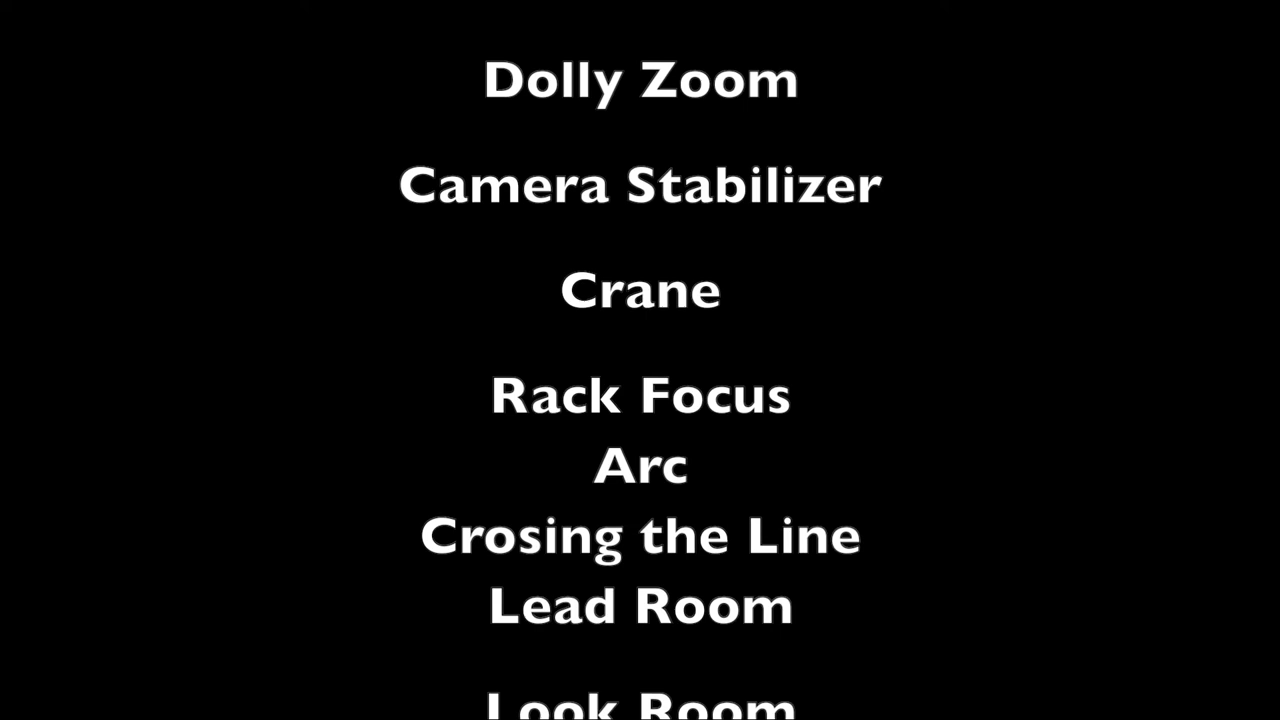 Dolly Zoom
Camera Stabilizer
Crane
Rack Focus
Arc
Crosing the Line
Lead Room
Look Room